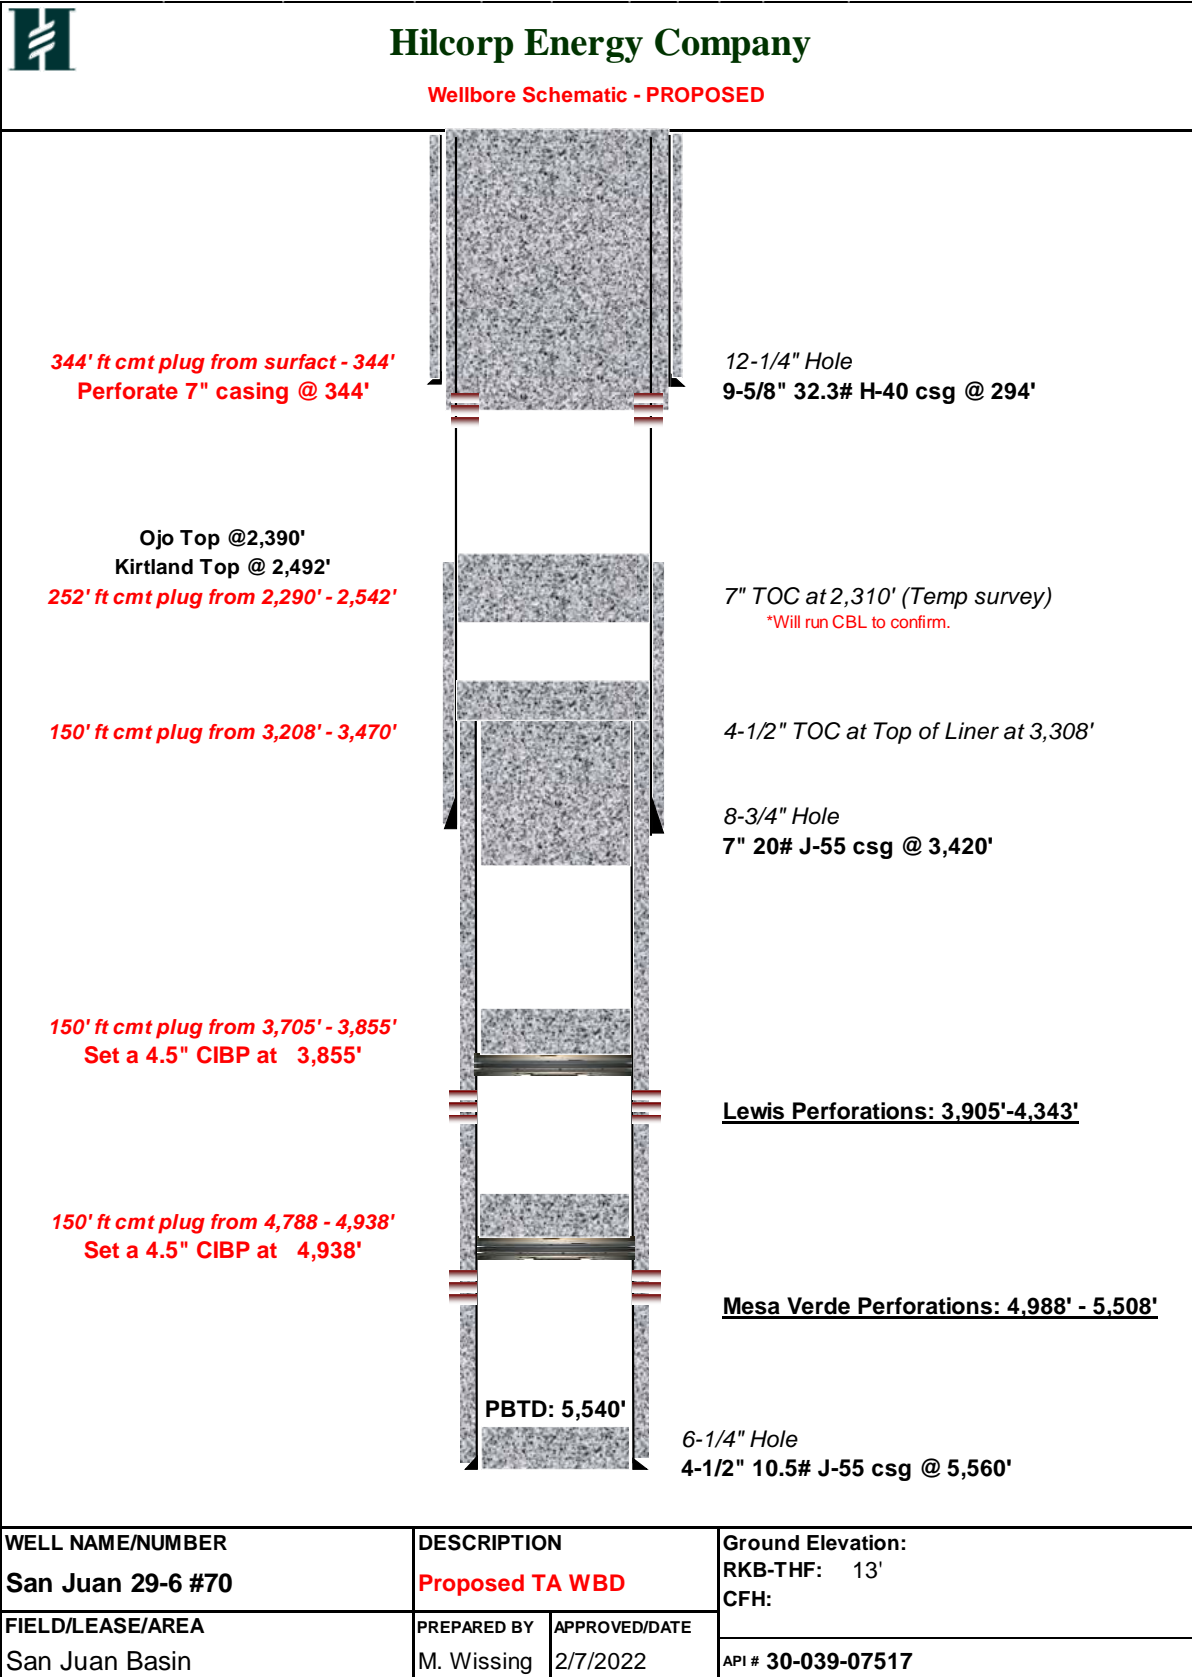 Hilcorp Energy Company
Wellbore Schematic - PROPOSED
344' ft cmt plug from surfact - 344'
Perforate 7" casing @ 344'
12-1/4" Hole
9-5/8" 32.3# H-40 csg @ 294'
Ojo Top @2,390'
Kirtland Top @ 2,492'
252' ft cmt plug from 2,290' - 2,542'
7" TOC at 2,310' (Temp survey)
*Will run CBL to confirm.
150' ft cmt plug from 3,208' - 3,470'
4-1/2" TOC at Top of Liner at 3,308'
8-3/4" Hole
7" 20# J-55 csg @ 3,420'
150' ft cmt plug from 3,705' - 3,855'
Set a 4.5" CIBP at 3,855'
Lewis Perforations: 3,905'-4,343'
150' ft cmt plug from 4,788 - 4,938'
Set a 4.5" CIBP at 4,938'
Mesa Verde Perforations: 4,988' - 5,508'
PBTD: 5,540'
6-1/4" Hole
4-1/2" 10.5# J-55 csg @ 5,560'
WELL NAME/NUMBER
San Juan 29-6 #70
DESCRIPTION
Proposed TA WBD
Ground Elevation:
RKB-THF: 13'
CFH:
FIELD/LEASE/AREA
San Juan Basin
PREPARED BY
M. Wissing
APPROVED/DATE
2/7/2022
API # 30-039-07517